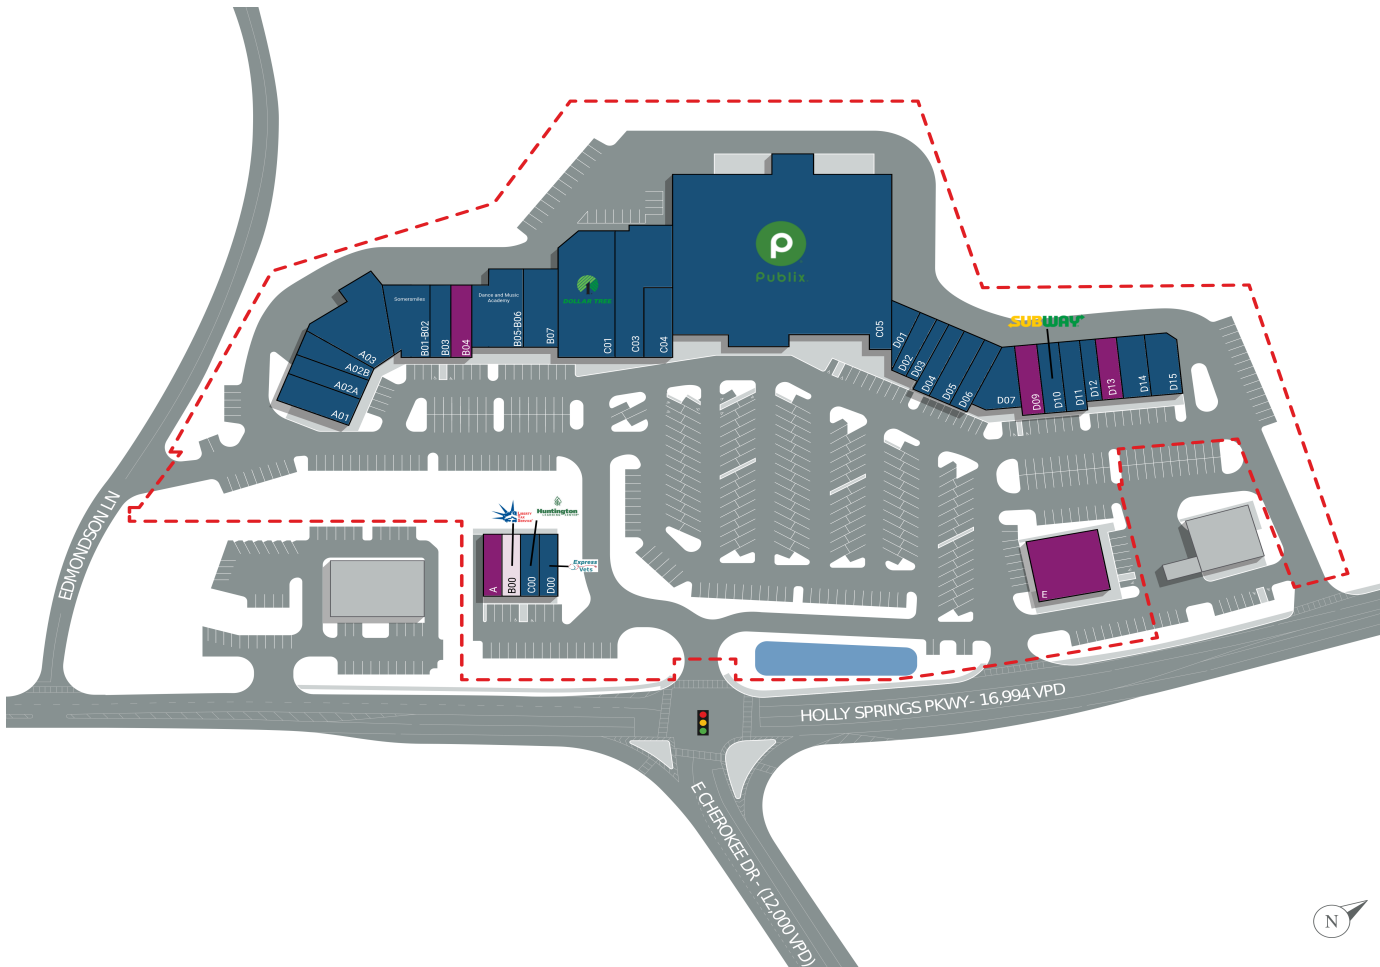 Publix
DOLLAR TREE
SUBWAY
Somersmiles
Dance and Music
Academy
A03
A02B
A02A
A01
B01-B02
B03
B04
B05-B06
B07
C01
C03
C04
C05
D01
D02
D03
D04
D05
D06
D07
D09
D10
D11
D12
D13
D14
D15
Huntington
Express
Vets
A
B00
C00
D00
E
EDMONDSON LN
HOLLY SPRINGS PKWY- 16,994 VPD
E CHEROKEE DR - (12,000 VPD)
N